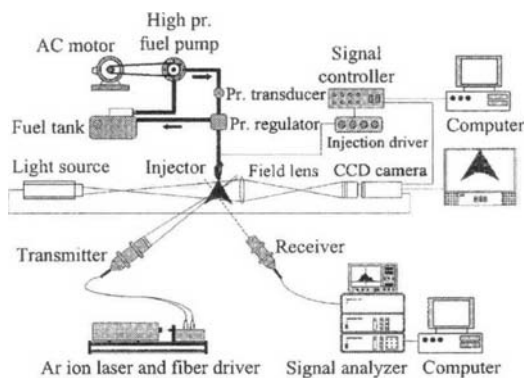 High pr.
AC motor
fuel pump
Signal
controller
Pr. transducer
Fuel tank
Pr. regulator
Injection driver
Computer
Light source
Injector
Field lens
CCD camera
Transmitter
Receiver
Ar ion laser and fiber driver
Signal analyzer
Computer